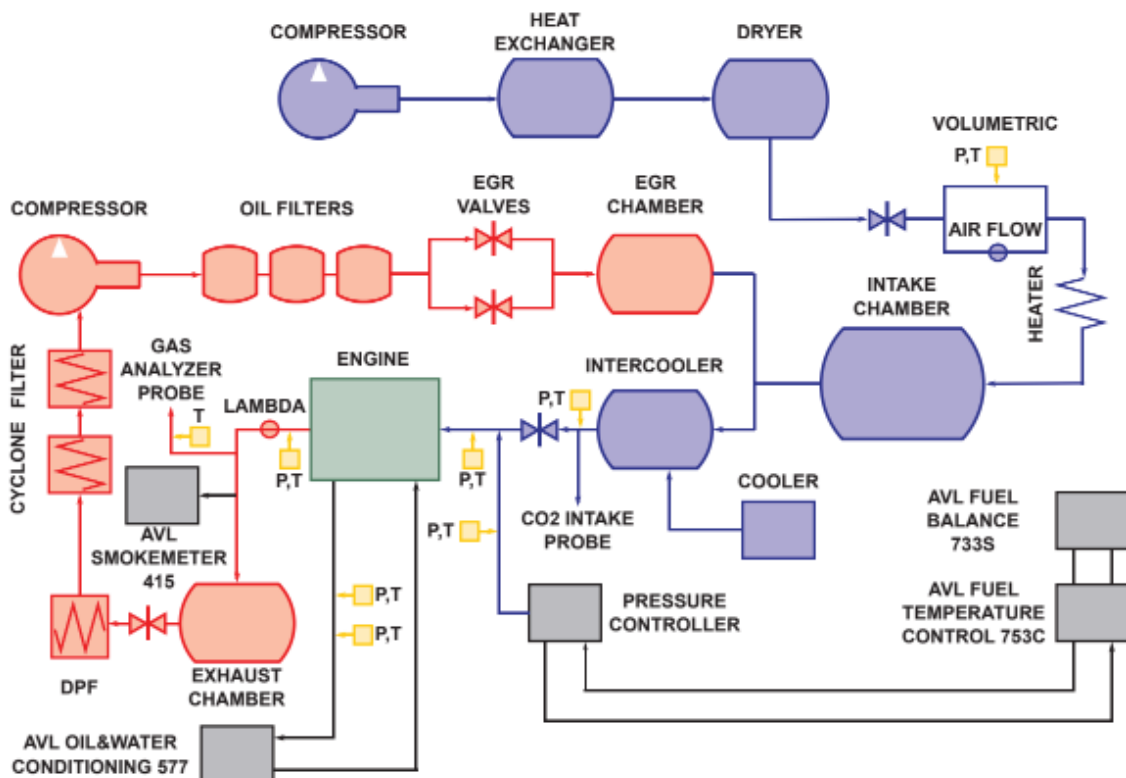 COMPRESSOR
HEAT
EXCHANGER
DRYER
VOLUMETRIC
P,T
AIR FLOW
HEATER
COMPRESSOR
OIL FILTERS
EGR
VALVES
EGR
CHAMBER
INTAKE
CHAMBER
CYCLONE FILTER
GAS
ANALYZER
PROBE
T
LAMBDA
P,T
ENGINE
P,T
P,T
P,T
INTERCOOLER
CO2 INTAKE
PROBE
COOLER
AVL FUEL
BALANCE
733S
AVL
SMOKEMETER
415
P,T
P,T
PRESSURE
CONTROLLER
AVL FUEL
TEMPERATURE
CONTROL 753C
DPF
EXHAUST
CHAMBER
AVL OIL&WATER
CONDITIONING 577